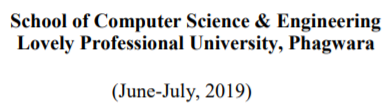 School of Computer Science & Engineering
Lovely Professional University, Phagwara
(June-July, 2019)